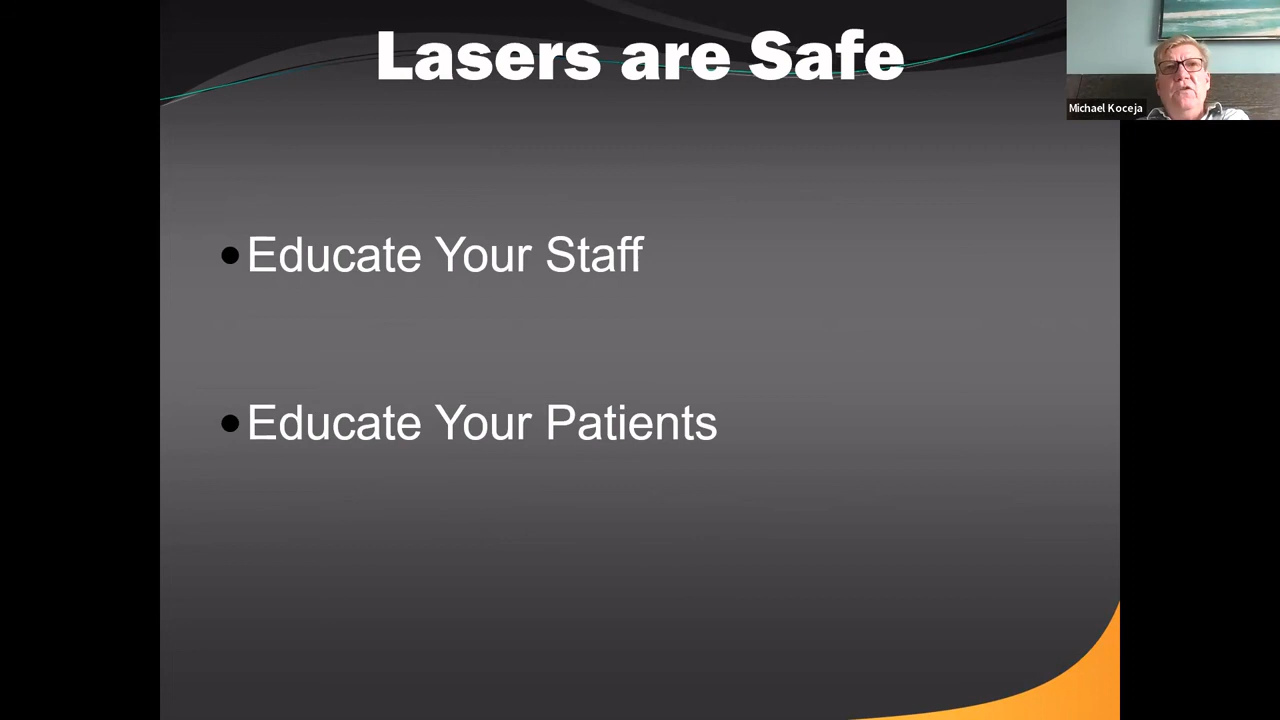 Lasers are Safe
Michael Koceja
•Educate Your Staff
•Educate Your Patients